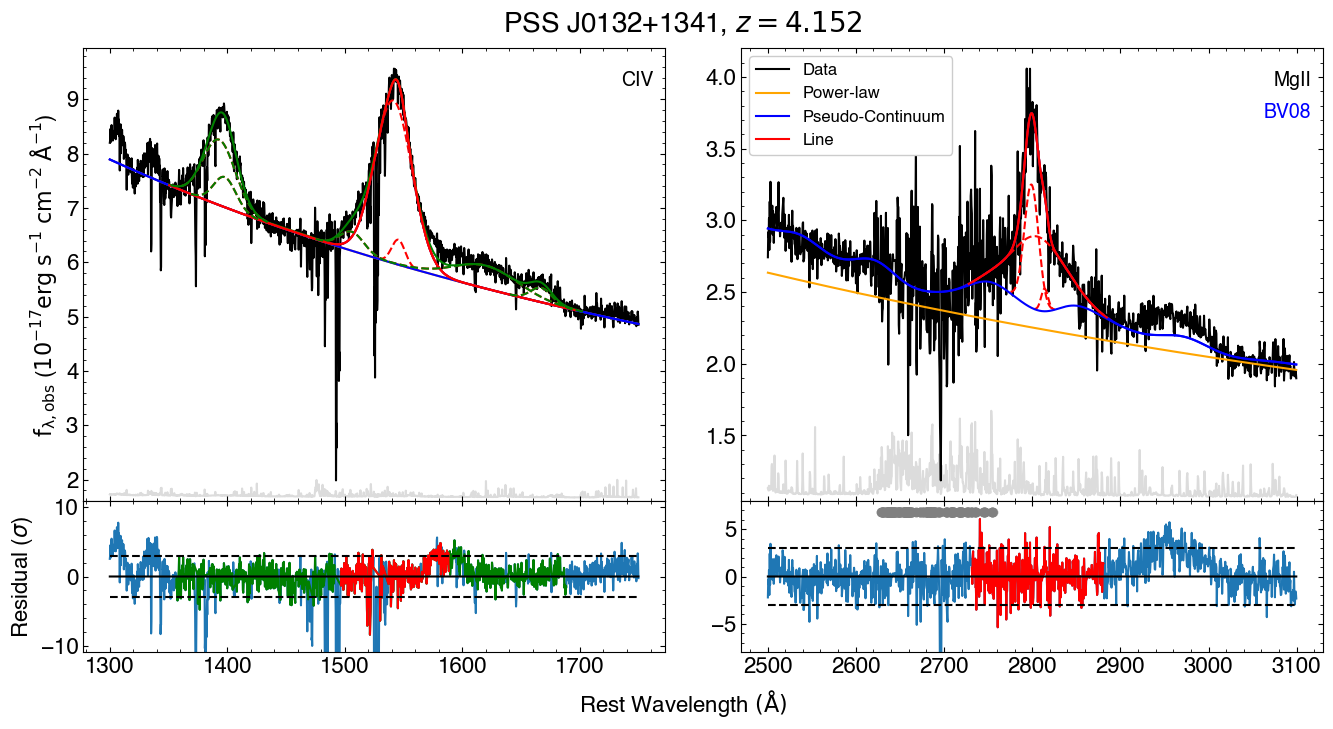 PSS J0132+1341, z = 4.152
CIV
9
8
7
6
5
4
3
2
f_λ,obs (10⁻¹⁷erg s⁻¹ cm⁻² Å⁻¹)
Data
Power-law
Pseudo-Continuum
Line
MgII
BV08
4.0
3.5
3.0
2.5
2.0
1.5
10
0
−10
Residual (σ)
5
0
−5
1300 1400 1500 1600 1700
2500 2600 2700 2800 2900 3000 3100
Rest Wavelength (Å)